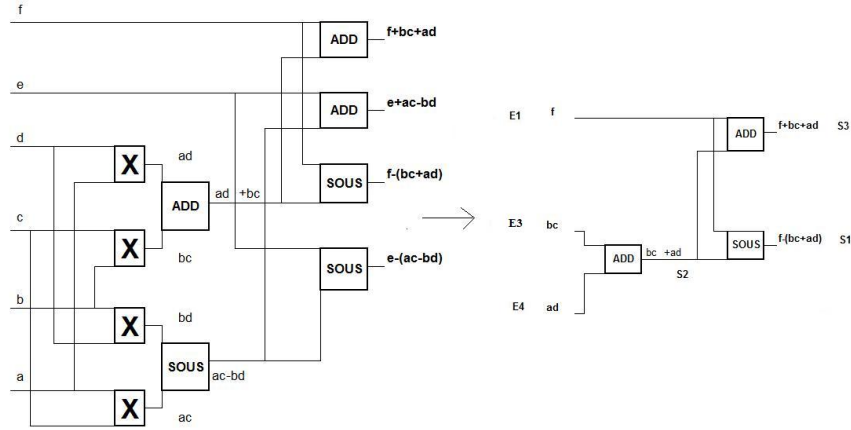 f
ADD
f+bc+ad
e
ADD
e+ac-bd
d
X
ad
SOUS
f-(bc+ad)
ADD
ad +bc
c
X
bc
SOUS
e-(ac-bd)
b
X
bd
SOUS
ac-bd
a
X
ac
E1 f
ADD
f+bc+ad S3
E3 bc
ADD
bc +ad
S2
SOUS
f-(bc+ad) S1
E4 ad